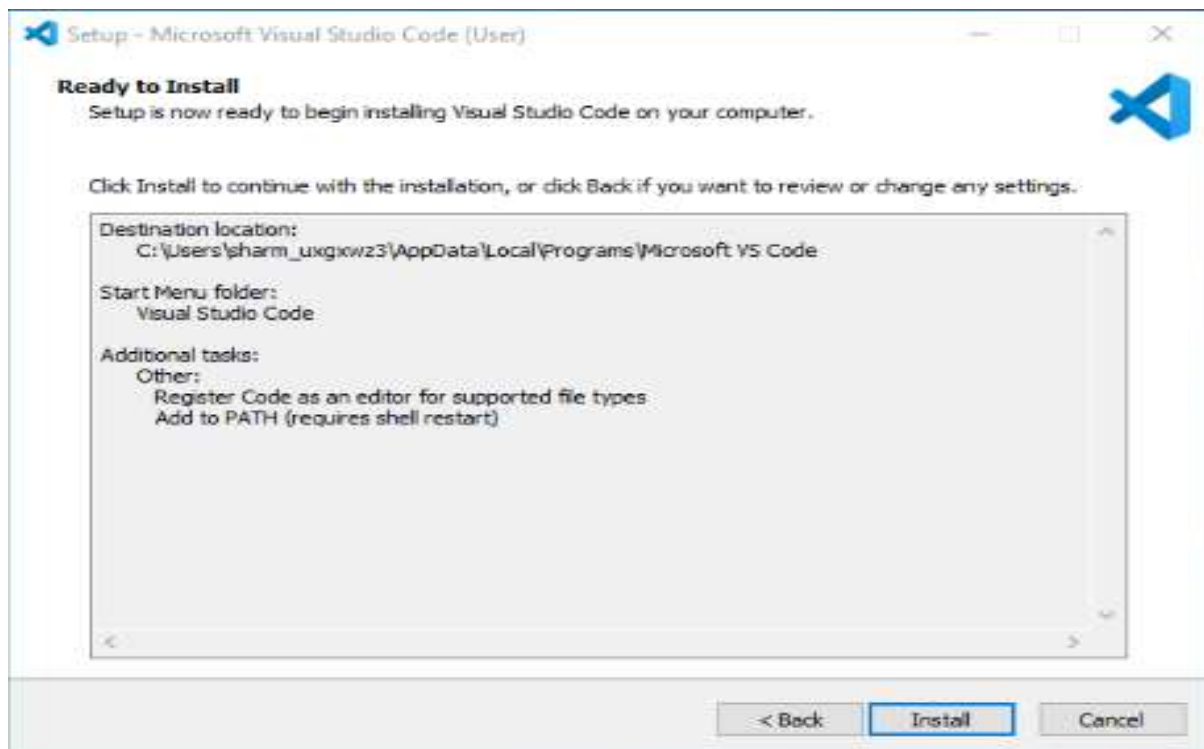 Setup - Microsoft Visual Studio Code (User)
Ready to Install
Setup is now ready to begin installing Visual Studio Code on your computer.
Click Install to continue with the installation, or click Back if you want to review or change any settings.
Destination location:
C:\Users\sharm_uxgxwz3\AppData\Local\Programs\Microsoft VS Code
Start Menu folder:
Visual Studio Code
Additional tasks:
Other:
Register Code as an editor for supported file types
Add to PATH (requires shell restart)
< Back Install Cancel